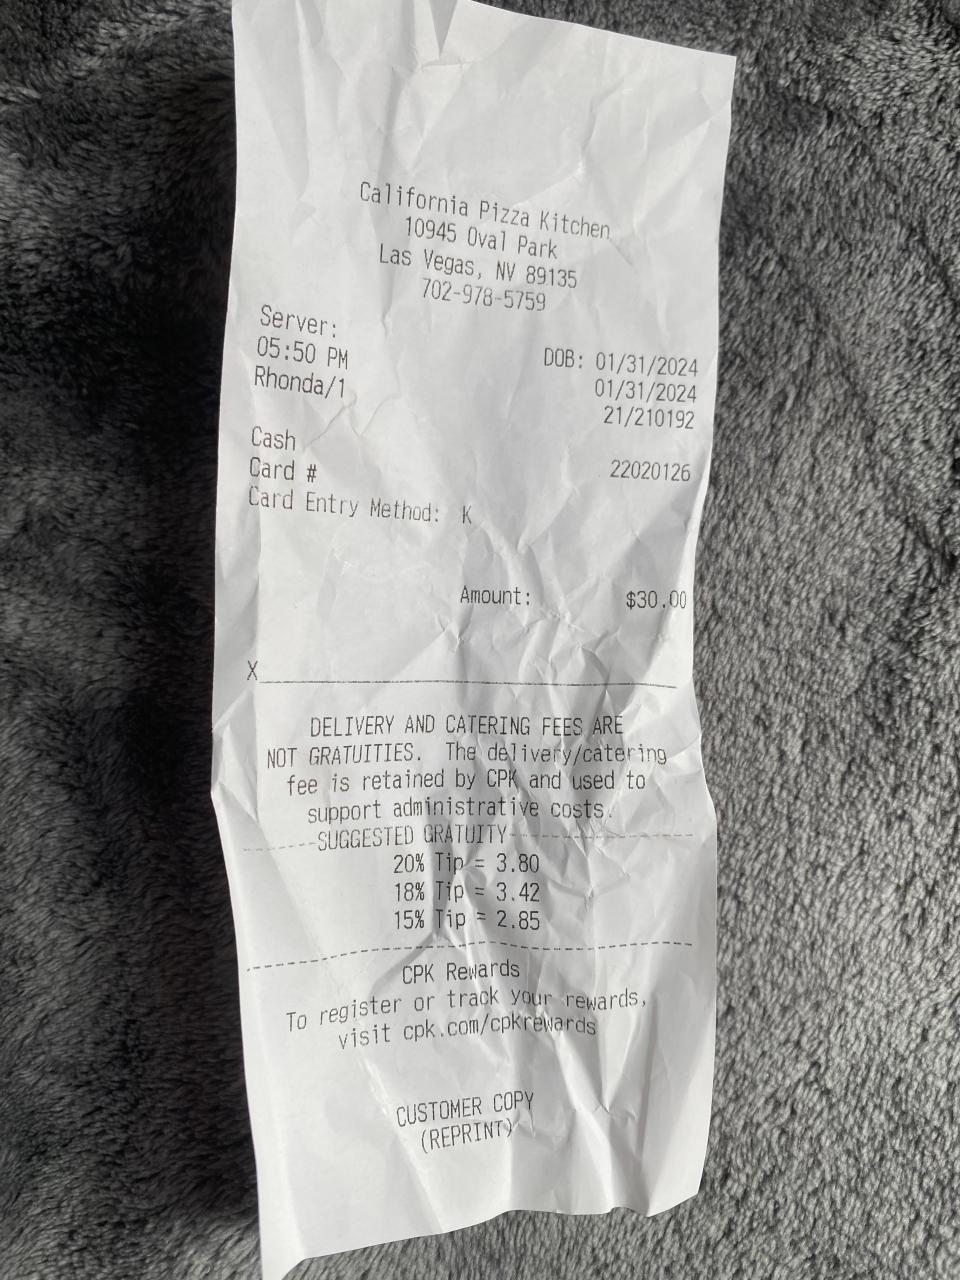 California Pizza Kitchen
10945 Oval Park
Las Vegas, NV 89135
702-978-5759
Server:
05:50 PM DOB: 01/31/2024
Rhonda/1 01/31/2024
21/210192
Cash
Card # 22020126
Card Entry Method: K
Amount: $30.00
X
DELIVERY AND CATERING FEES ARE
NOT GRATUITIES. The delivery/catering
fee is retained by CPK and used to
support administrative costs.
SUGGESTED GRATUITY
20% Tip = 3.80
18% Tip = 3.42
15% Tip = 2.85
CPK Rewards
To register or track your rewards,
visit cpk.com/cpkrewards
CUSTOMER COPY
(REPRINT)